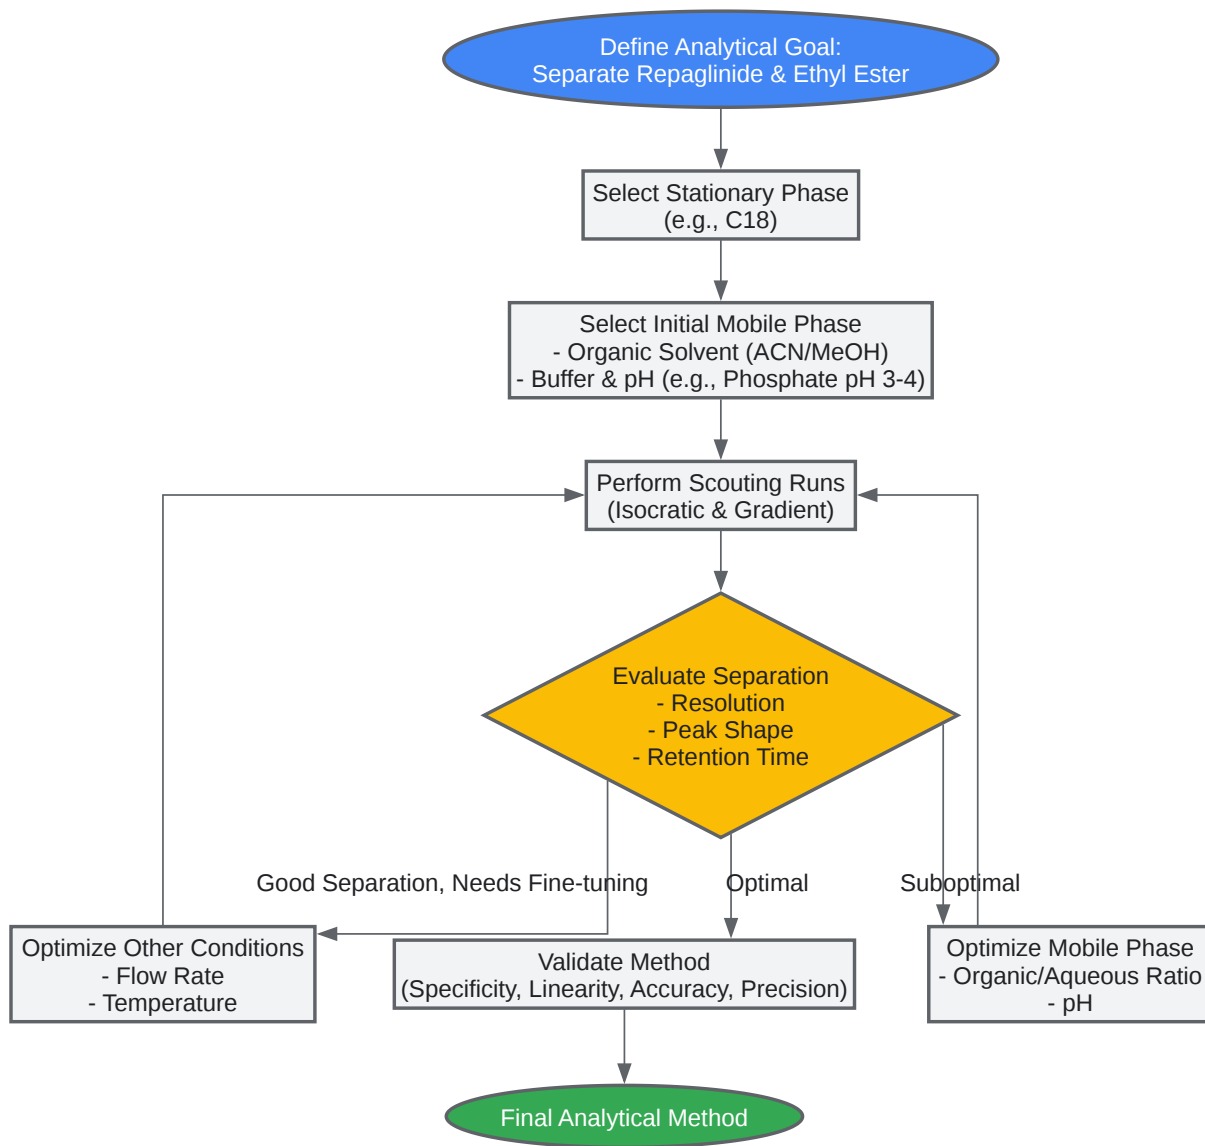 Define Analytical Goal:
Separate Repaglinide & Ethyl Ester
Select Stationary Phase
(e.g., C18)
Select Initial Mobile Phase
- Organic Solvent (ACN/MeOH)
- Buffer & pH (e.g., Phosphate pH 3-4)
Perform Scouting Runs
(Isocratic & Gradient)
Evaluate Separation
- Resolution
- Peak Shape
- Retention Time
Good Separation, Needs Fine-tuning
Optimal
Suboptimal
Optimize Other Conditions
- Flow Rate
- Temperature
Validate Method
(Specificity, Linearity, Accuracy, Precision)
Optimize Mobile Phase
- Organic/Aqueous Ratio
- pH
Final Analytical Method